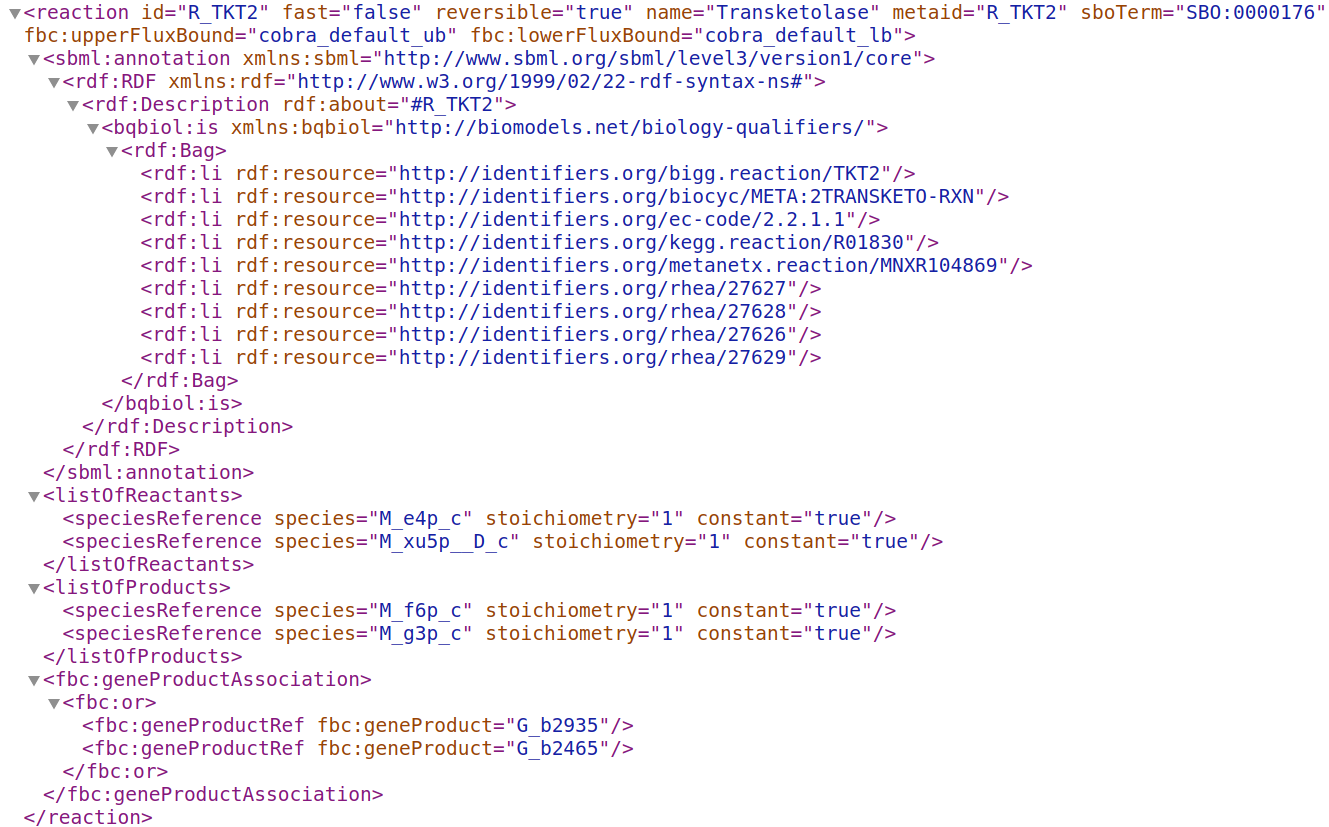 <reaction id="R_TKT2" fast="false" reversible="true" name="Transketolase" metaid="R_TKT2" sboTerm="SBO:0000176"
fbc:upperFluxBound="cobra_default_ub" fbc:lowerFluxBound="cobra_default_lb">
<sbml:annotation xmlns:sbml="http://www.sbml.org/sbml/level3/version1/core">
<rdf:RDF xmlns:rdf="http://www.w3.org/1999/02/22-rdf-syntax-ns#">
<rdf:Description rdf:about="#R_TKT2">
<bqbiol:is xmlns:bqbiol="http://biomodels.net/biology-qualifiers/">
<rdf:Bag>
<rdf:li rdf:resource="http://identifiers.org/bigg.reaction/TKT2"/>
<rdf:li rdf:resource="http://identifiers.org/biocyc/META:2TRANSKETO-RXN"/>
<rdf:li rdf:resource="http://identifiers.org/ec-code/2.2.1.1"/>
<rdf:li rdf:resource="http://identifiers.org/kegg.reaction/R01830"/>
<rdf:li rdf:resource="http://identifiers.org/metanetx.reaction/MNXR104869"/>
<rdf:li rdf:resource="http://identifiers.org/rhea/27627"/>
<rdf:li rdf:resource="http://identifiers.org/rhea/27628"/>
<rdf:li rdf:resource="http://identifiers.org/rhea/27626"/>
<rdf:li rdf:resource="http://identifiers.org/rhea/27629"/>
</rdf:Bag>
</bqbiol:is>
</rdf:Description>
</rdf:RDF>
</sbml:annotation>
<listOfReactants>
<speciesReference species="M_e4p_c" stoichiometry="1" constant="true"/>
<speciesReference species="M_xu5p__D_c" stoichiometry="1" constant="true"/>
</listOfReactants>
<listOfProducts>
<speciesReference species="M_f6p_c" stoichiometry="1" constant="true"/>
<speciesReference species="M_g3p_c" stoichiometry="1" constant="true"/>
</listOfProducts>
<fbc:geneProductAssociation>
<fbc:or>
<fbc:geneProductRef fbc:geneProduct="G_b2935"/>
<fbc:geneProductRef fbc:geneProduct="G_b2465"/>
</fbc:or>
</fbc:geneProductAssociation>
</reaction>